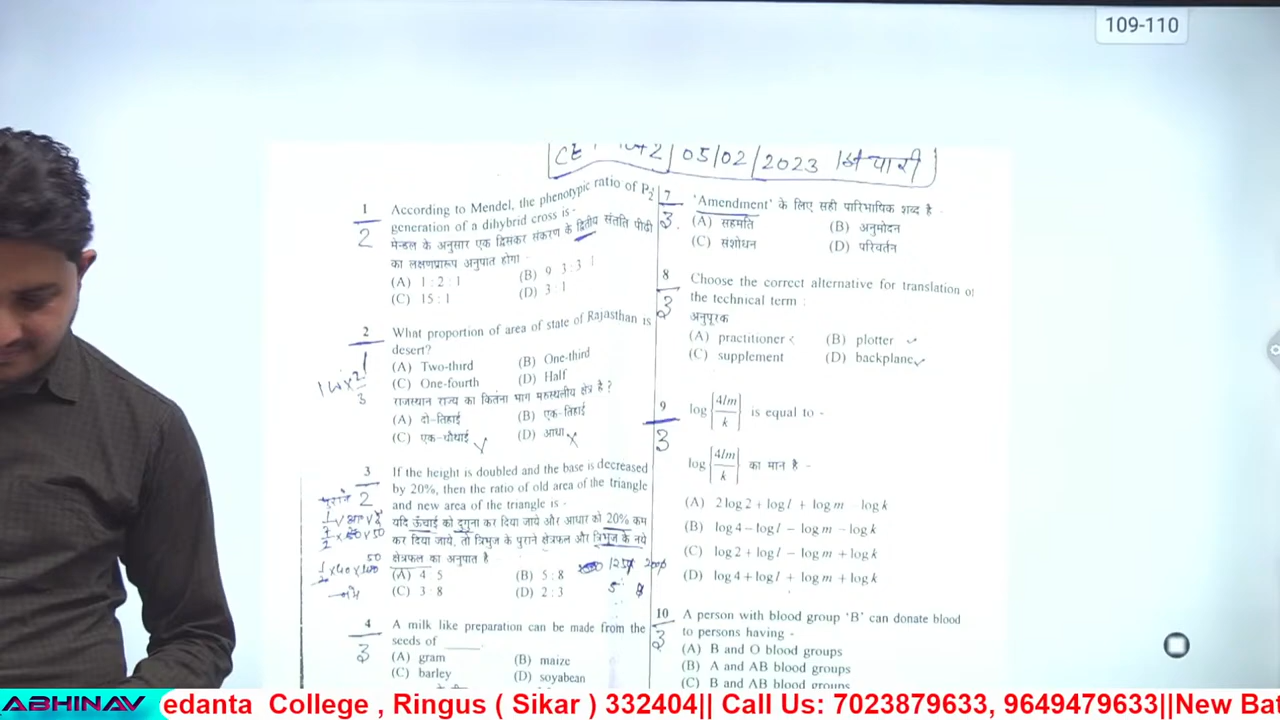 109-110
05/02 2023
1 According to Mendel, the phenotypic ratio of P2
2 generation of a dihybrid cross is -
मेन्डल के अनुसार एक द्विसंकर संकरण के द्वितीय संतति पीढ़ी
का लक्षणप्रारूप अनुपात होगा
(A) 1 : 2 : 1 (B) 9 3 : 3 1
(C) 15 : 1 (D) 3 : 1
2 What proportion of area of state of Rajasthan is
1 desert?
(A) Two-third (B) One-third
(C) One-fourth (D) Half
राजस्थान राज्य का कितना भाग मरुस्थलीय क्षेत्र है ?
(A) दो-तिहाई (B) एक-तिहाई
(C) एक-चौथाई (D) आधा
3 If the height is doubled and the base is decreased
2 by 20%, then the ratio of old area of the triangle
and new area of the triangle is -
यदि ऊँचाई को दुगुना कर दिया जाये और आधार को 20% कम
कर दिया जाये, तो त्रिभुज के पुराने क्षेत्रफल और त्रिभुज के नये
क्षेत्रफल का अनुपात है
(A) 4 5 (B) 5 : 8
(C) 3 : 8 (D) 2 : 3
4 A milk like preparation can be made from the
3 seeds of ____.
(A) gram (B) maize
(C) barley (D) soyabean
7 'Amendment' के लिए सही पारिभाषिक शब्द है -
3 (A) सहमति (B) अनुमोदन
(C) संशोधन (D) परिवर्तन
8 Choose the correct alternative for translation of
3 the technical term :
अनुपूरक
(A) practitioner (B) plotter
(C) supplement (D) backplane
9 log |4lm/k| is equal to -
3
log |4lm/k| का मान है -
(A) 2 log 2 + log l + log m log k
(B) log 4 – log l – log m – log k
(C) log 2 + log l – log m + log k
(D) log 4 + log l + log m + log k
10 A person with blood group 'B' can donate blood
3 to persons having -
(A) B and O blood groups
(B) A and AB blood groups
(C) B and AB blood groups
ABHINAV edanta College , Ringus ( Sikar ) 332404|| Call Us: 7023879633, 9649479633||New Ba